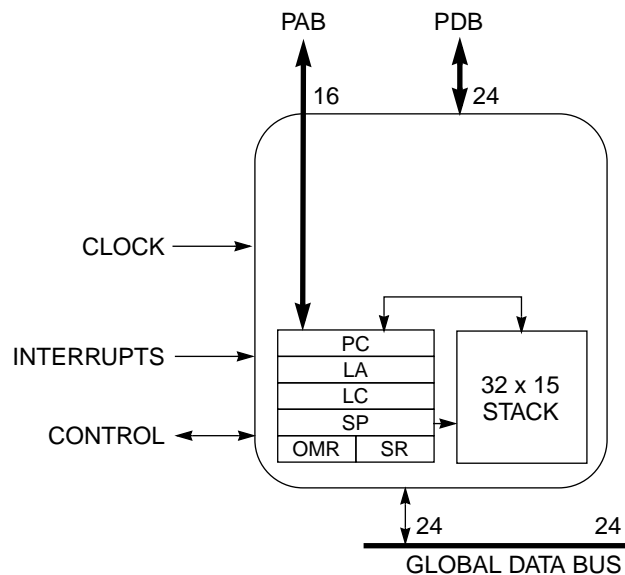 PAB
PDB
16
24
CLOCK
PC
LA
INTERRUPTS
LC
32 x 15
STACK
SP
CONTROL
OMR
SR
24
24
GLOBAL DATA BUS